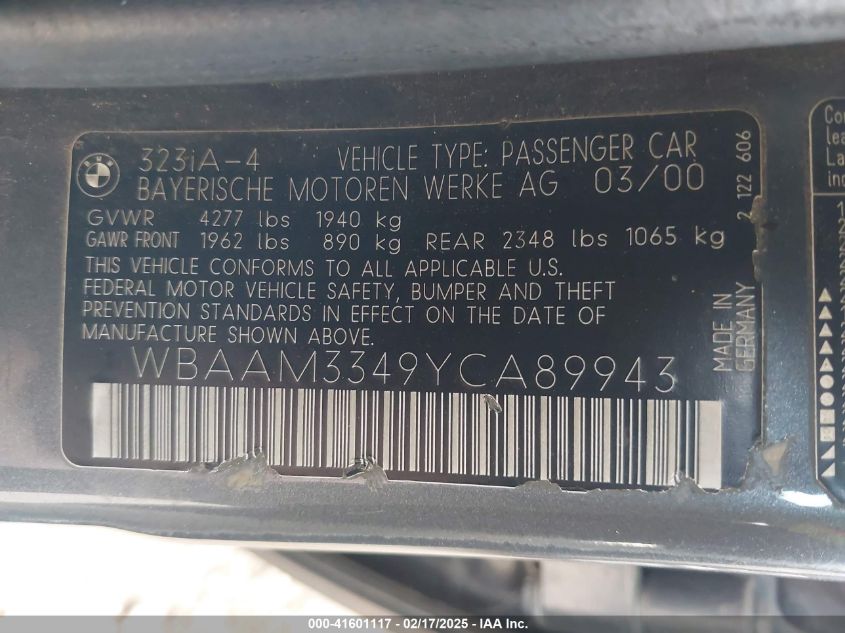 323iA-4 VEHICLE TYPE: PASSENGER CAR
BAYERISCHE MOTOREN WERKE AG 03/00
GVWR 4277 lbs 1940 kg
GAWR FRONT 1962 lbs 890 kg REAR 2348 lbs 1065 kg
THIS VEHICLE CONFORMS TO ALL APPLICABLE U.S.
FEDERAL MOTOR VEHICLE SAFETY, BUMPER AND THEFT
PREVENTION STANDARDS IN EFFECT ON THE DATE OF
MANUFACTURE SHOWN ABOVE.
WBAAM3349YCA89943
MADE IN
GERMANY
2 122 606
000-41601117 - 02/17/2025 - IAA Inc.